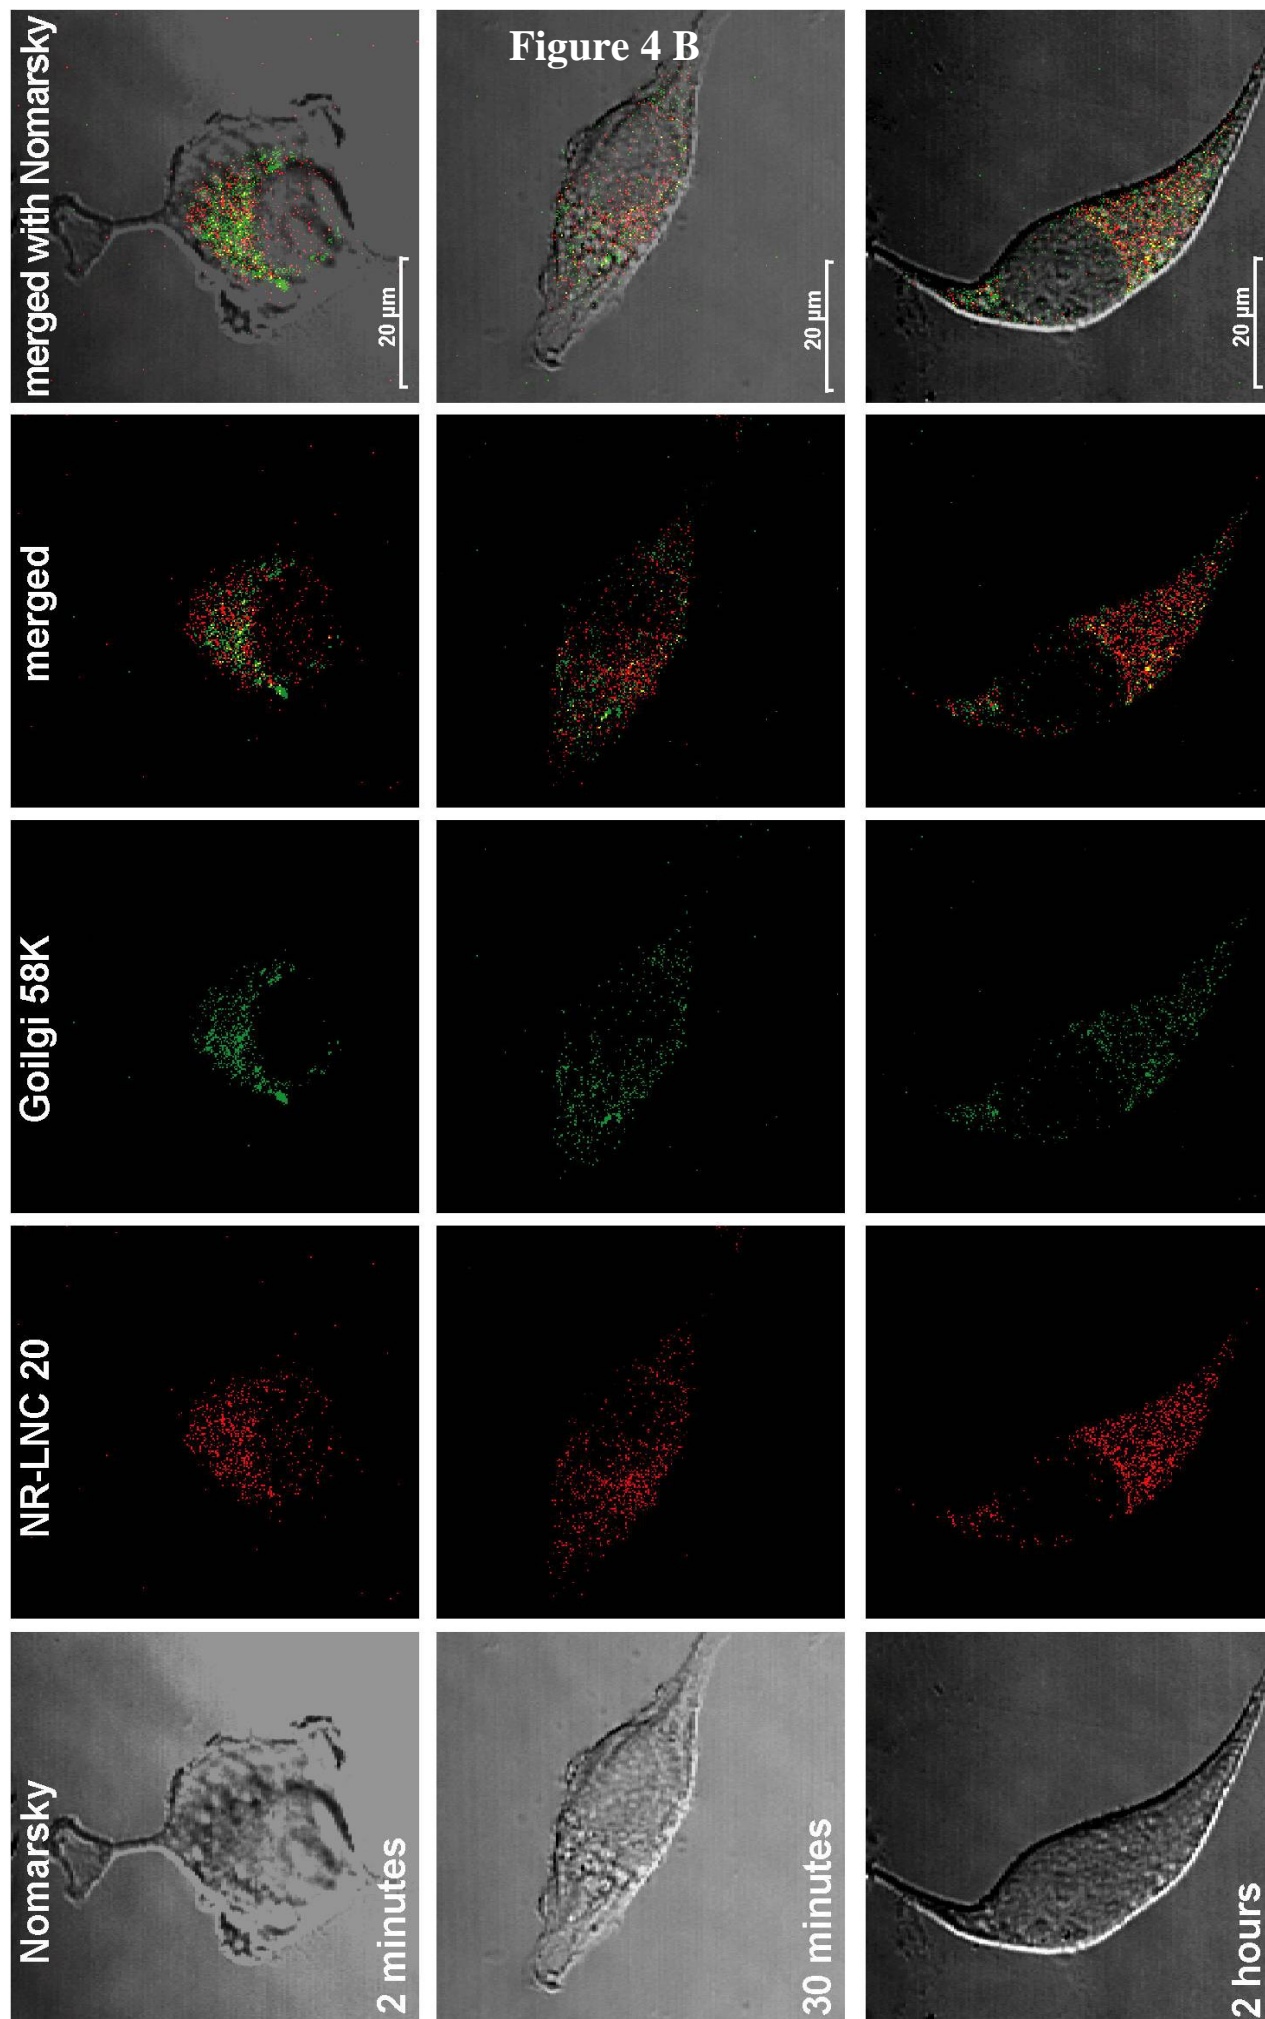 Figure 4 B
Nomarsky
NR-LNC 20
Goilgi 58K
merged
merged with Nomarsky
2 minutes
20 µm
30 minutes
20 µm
2 hours
20 µm